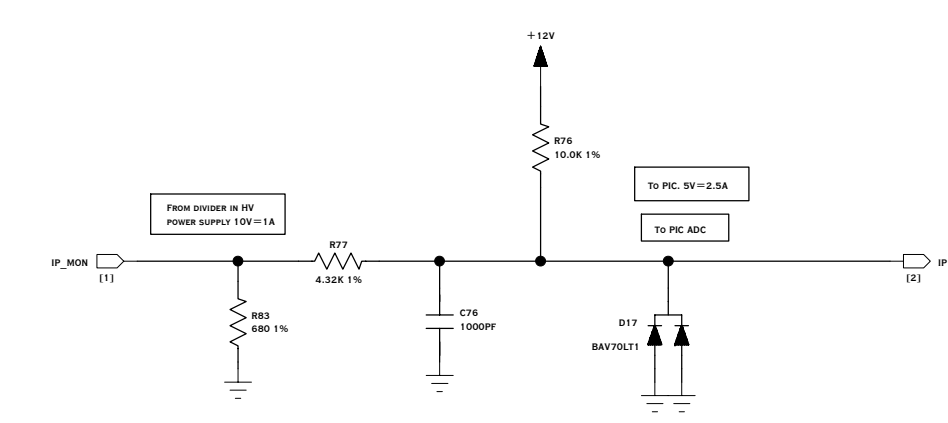 +12V
R76
10.0K 1%
To PIC. 5V=2.5A
From divider in HV
power supply 10V=1A
To PIC ADC
R77
IP_MON
IP
[1]
4.32K 1%
[2]
R83
680 1%
C76
1000PF
D17
BAV70LT1